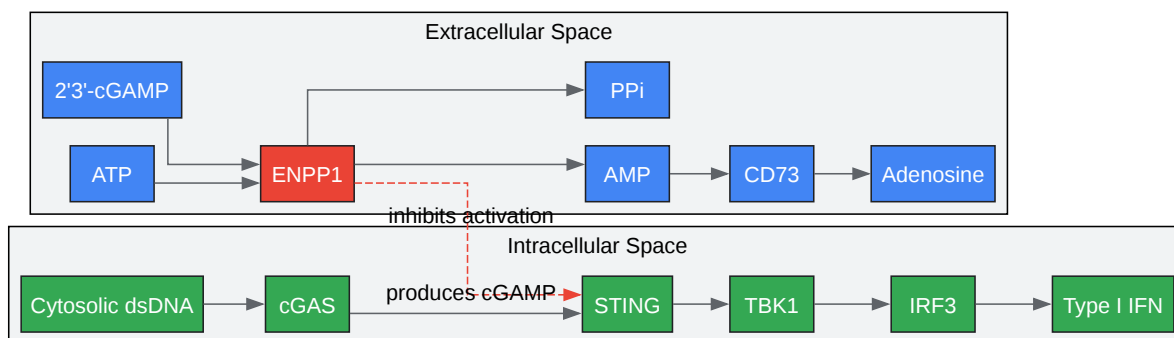 Extracellular Space
2'3'-cGAMP
PPi
ATP
ENPP1
AMP
CD73
Adenosine
inhibits activation
Intracellular Space
produces cGAMP
Cytosolic dsDNA
cGAS
STING
TBK1
IRF3
Type I IFN